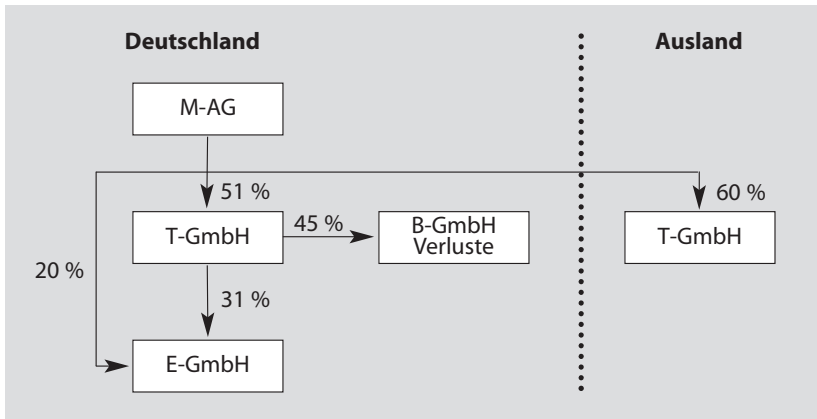 Deutschland
Ausland
M-AG
51 %
60 %
T-GmbH
45 %
B-GmbH
Verluste
T-GmbH
20 %
31 %
E-GmbH